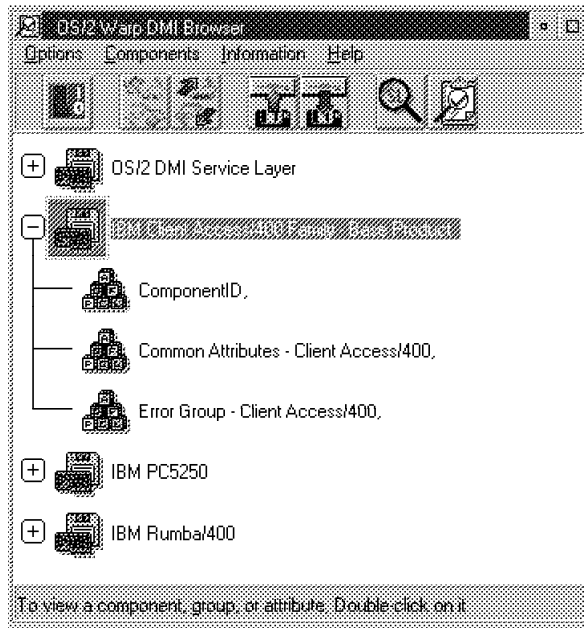 OS/2 Warp DMI Browser
Options Components Information Help
OS/2 DMI Service Layer
IBM Client Access/400 Family - Base Product
ComponentID,
Common Attributes - Client Access/400,
Error Group - Client Access/400,
IBM PC5250
IBM Rumba/400
To view a component, group, or attribute, Double-click on it